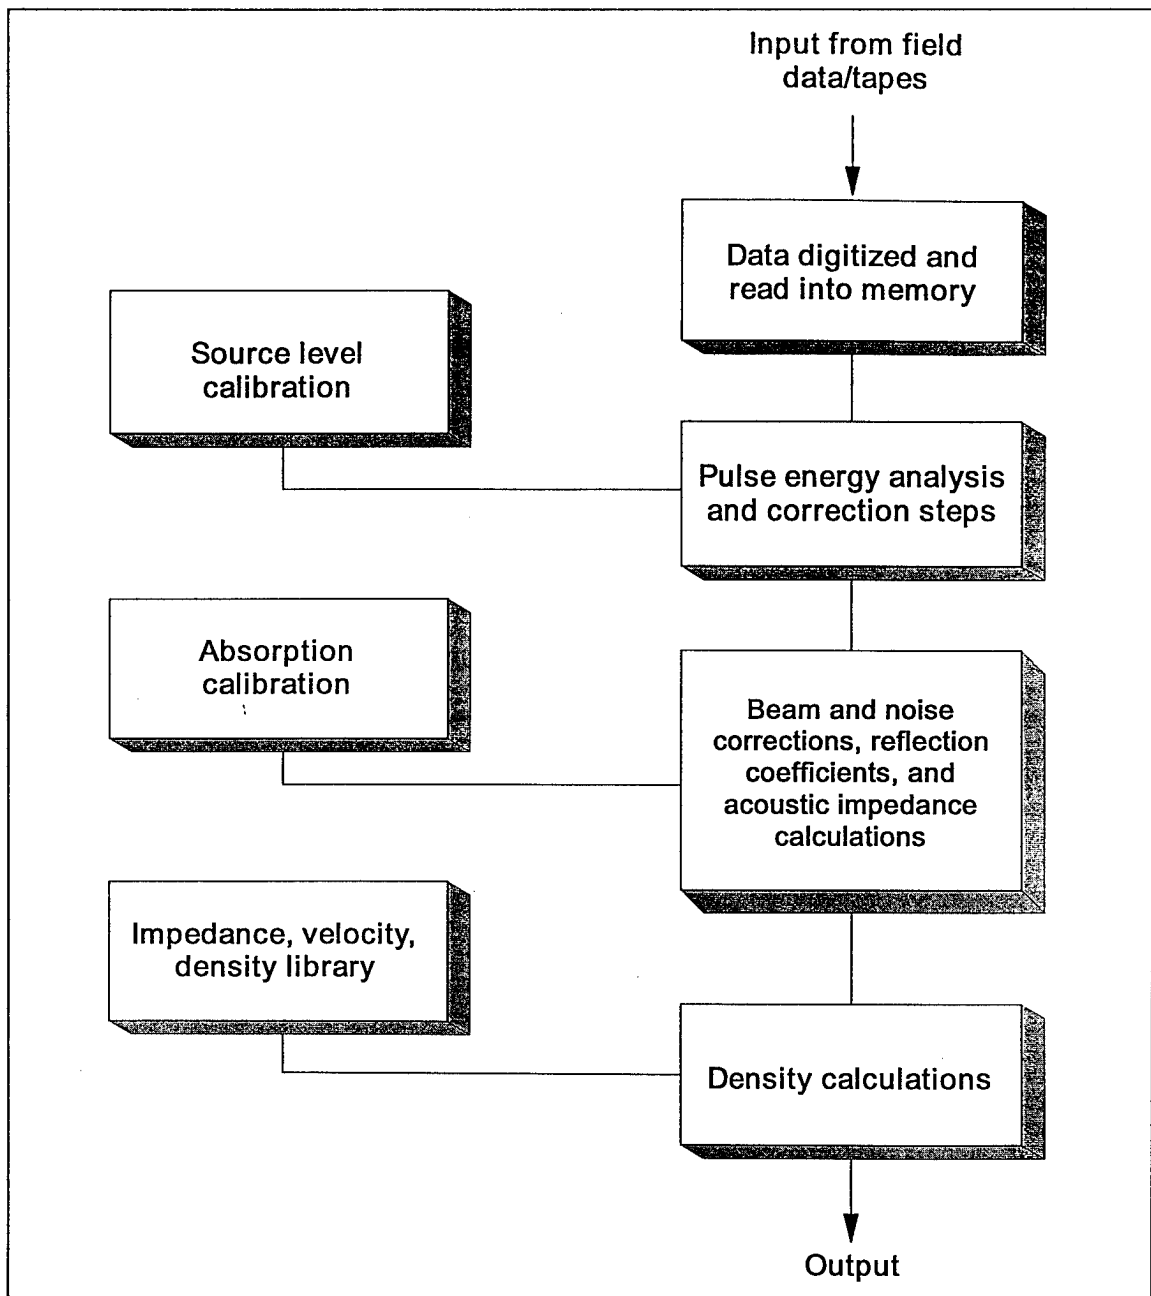 Input from field
data/tapes
Data digitized and
read into memory
Source level
calibration
Pulse energy analysis
and correction steps
Absorption
calibration
Beam and noise
corrections, reflection
coefficients, and
acoustic impedance
calculations
Impedance, velocity,
density library
Density calculations
Output